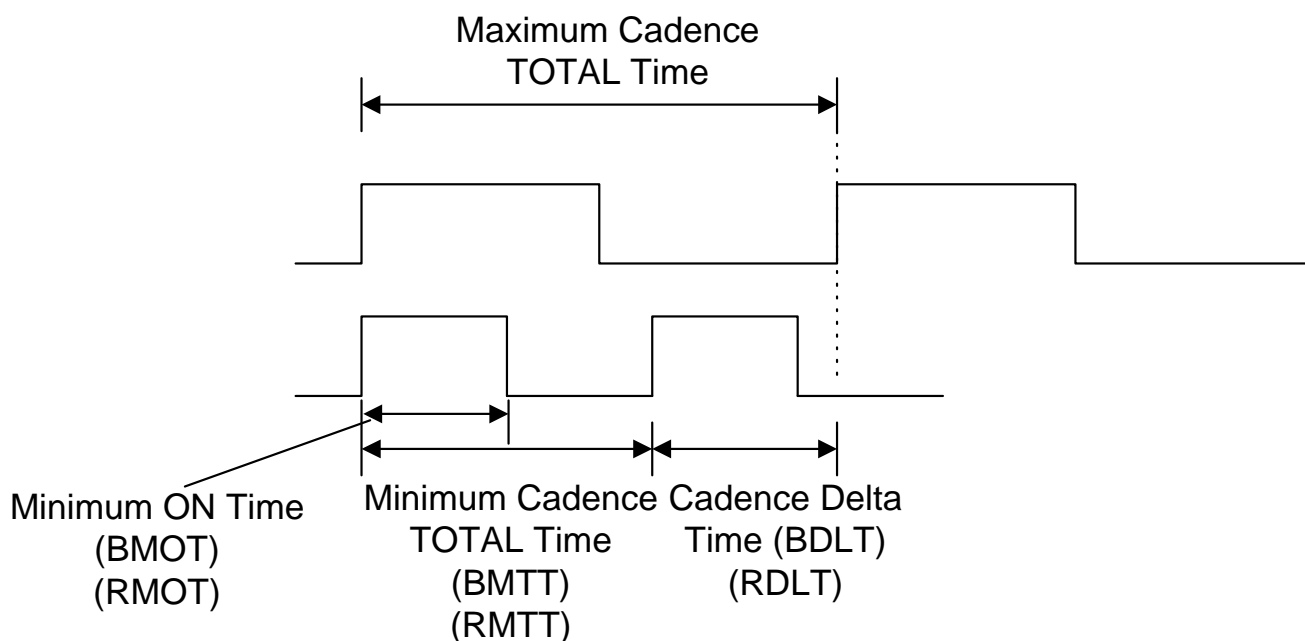 Maximum Cadence
TOTAL Time
Minimum ON Time
(BMOT)
(RMOT)
Minimum Cadence
TOTAL Time
(BMTT)
(RMTT)
Cadence Delta
Time (BDLT)
(RDLT)